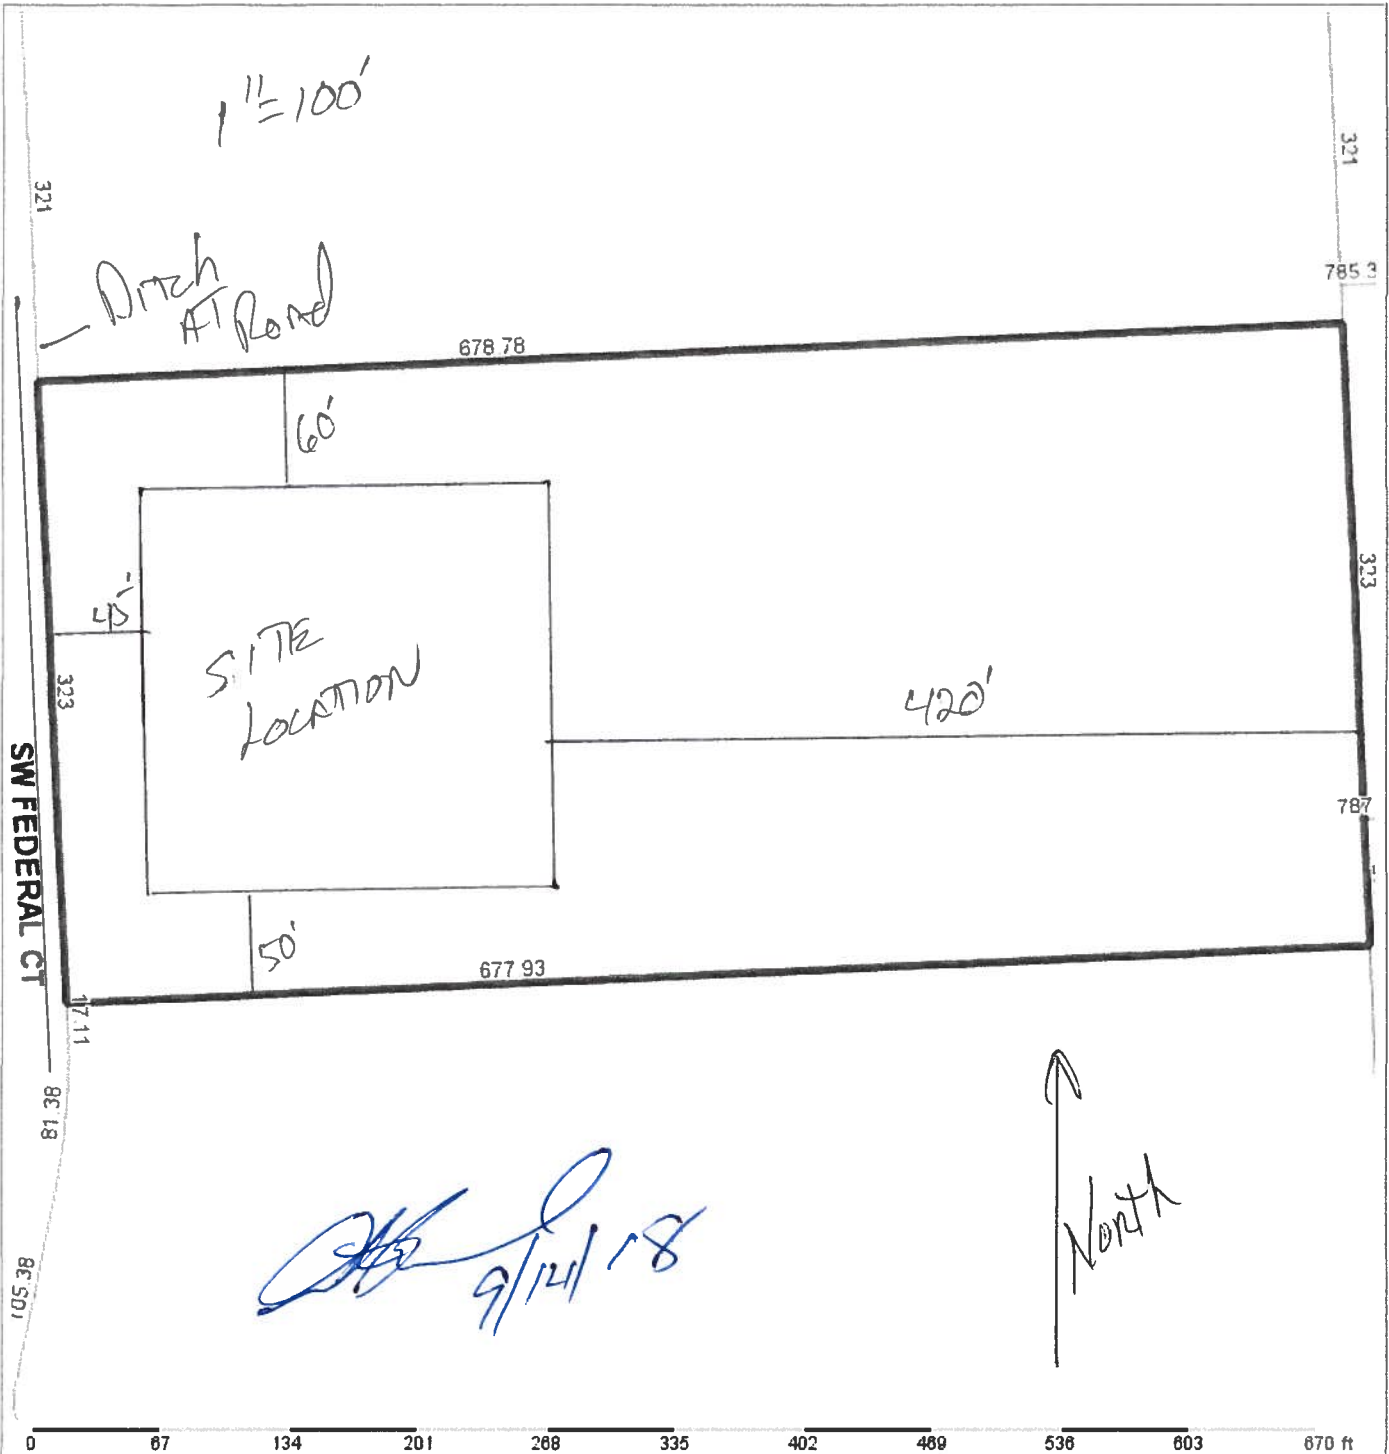 1"=100'
321
321
Ditch
AT Road
785.3
678.78
60'
45'
SITE
LOCATION
323
323
420'
787
SW FEDERAL CT
50'
677.93
17.11
81.38
105.38
North
9/14/18
0 67 134 201 268 335 402 469 536 603 670 ft